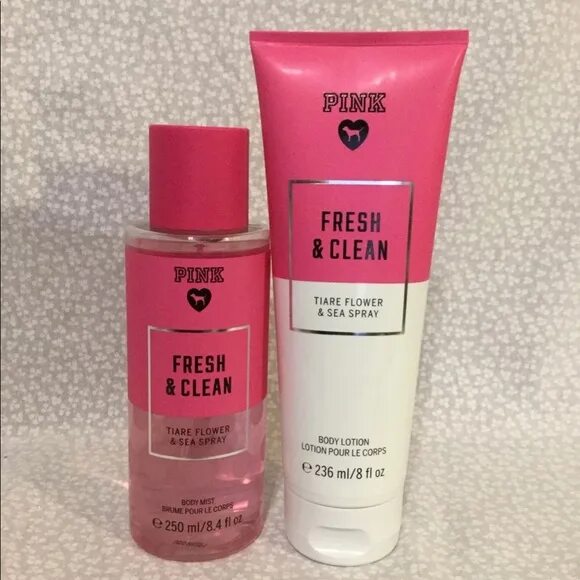 PINK
FRESH
& CLEAN
TIARE FLOWER
& SEA SPRAY
BODY MIST
BRUME POUR LE CORPS
℮ 250 ml/8.4 fl oz
PINK
FRESH
& CLEAN
TIARE FLOWER
& SEA SPRAY
BODY LOTION
LOTION POUR LE CORPS
℮ 236 ml/8 fl oz